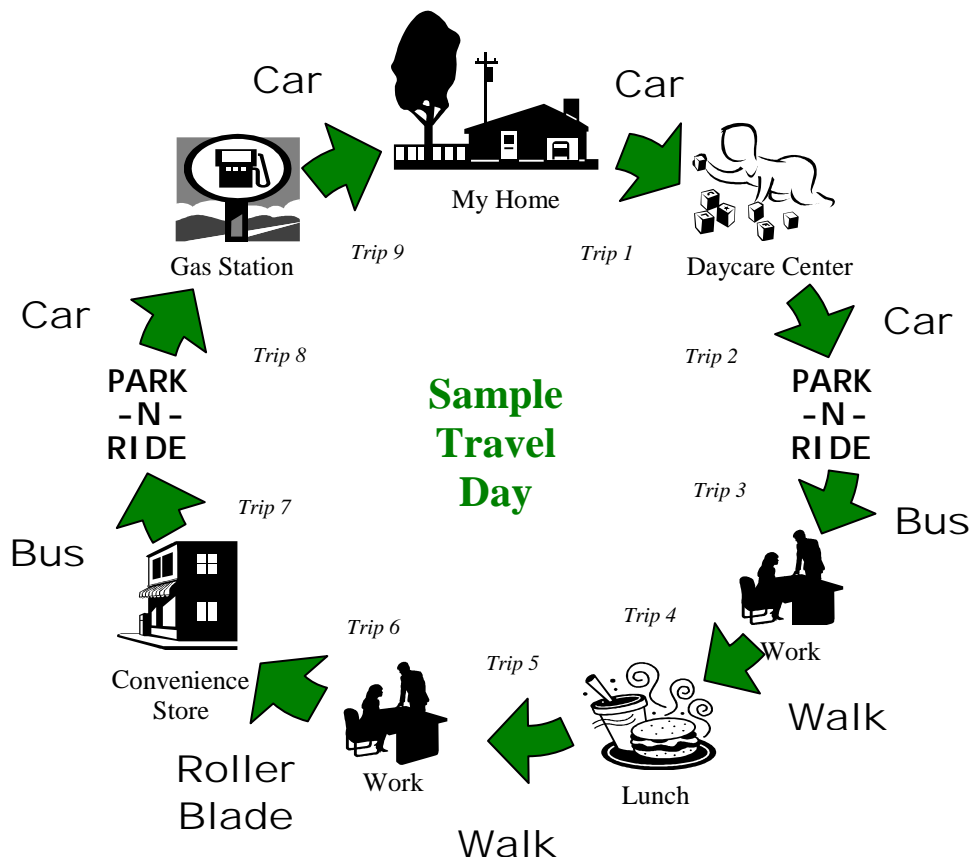 Car
Car
My Home
Trip 9
Trip 1
Gas Station
Daycare Center
Car
Car
Trip 8
Trip 2
PARK
-N-
RIDE
Sample
Travel
Day
PARK
-N-
RIDE
Trip 7
Trip 3
Bus
Bus
Trip 6
Trip 4
Trip 5
Work
Convenience
Store
Walk
Roller
Blade
Work
Lunch
Walk